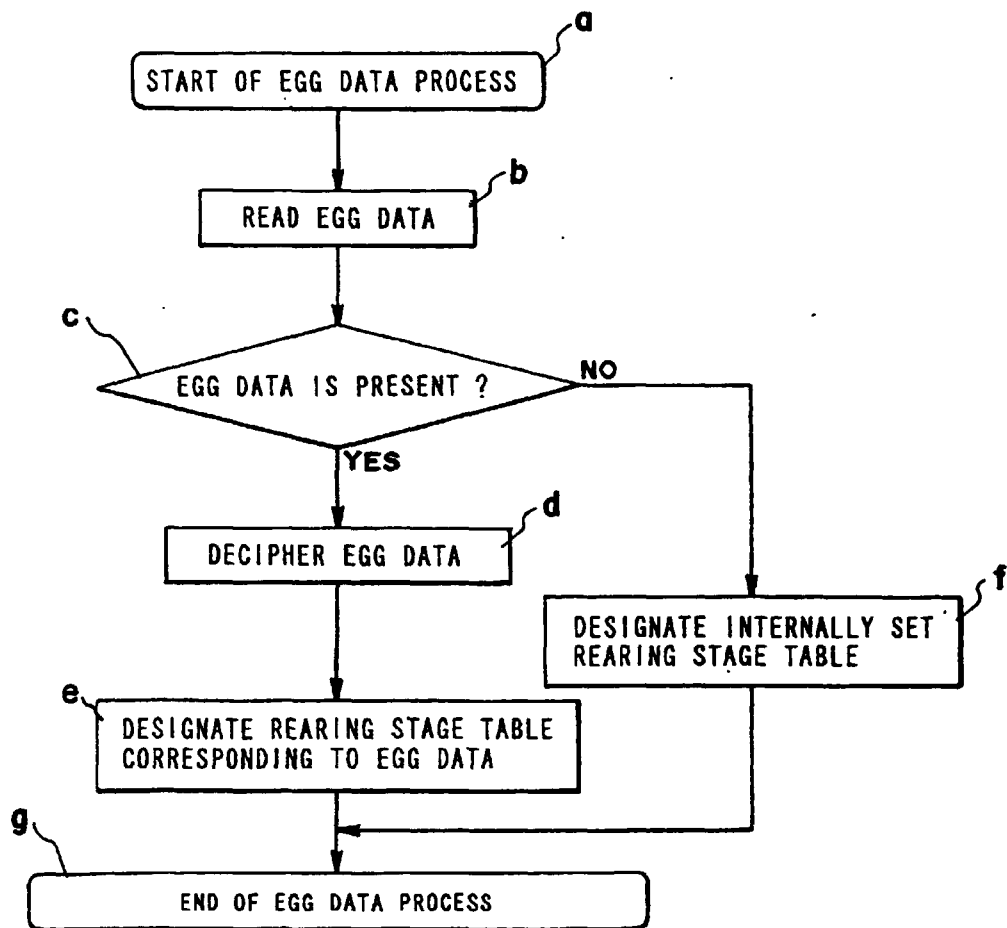 a
START OF EGG DATA PROCESS
b
READ EGG DATA
c
EGG DATA IS PRESENT ?
NO
YES
d
DECIPHER EGG DATA
f
DESIGNATE INTERNALLY SET
REARING STAGE TABLE
e
DESIGNATE REARING STAGE TABLE
CORRESPONDING TO EGG DATA
g
END OF EGG DATA PROCESS